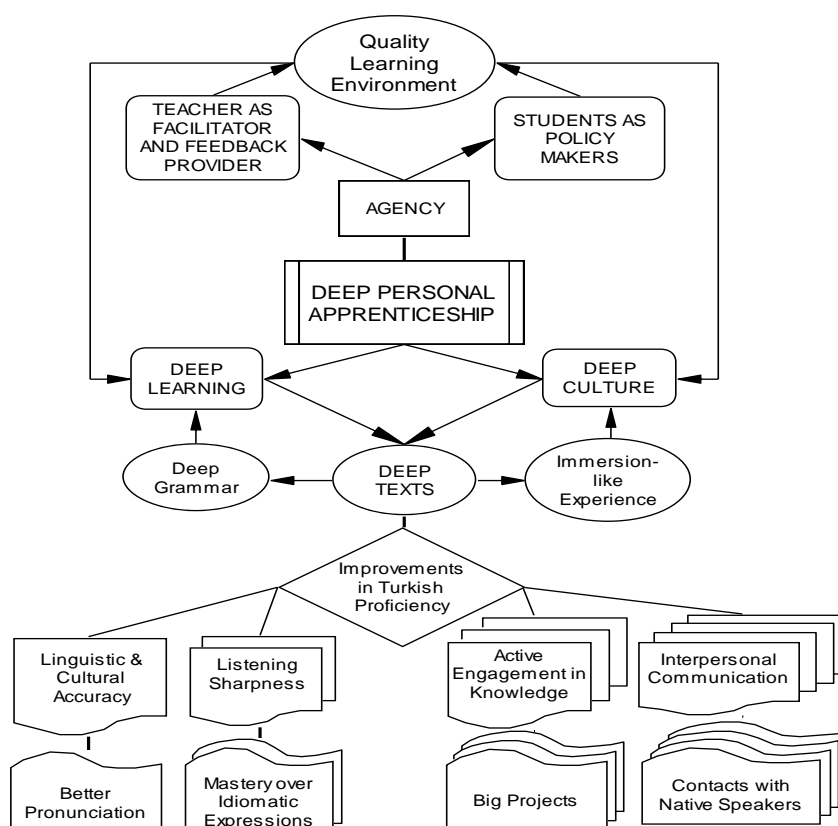 Quality
Learning
Environment
TEACHER AS
FACILITATOR
AND FEEDBACK
PROVIDER
STUDENTS AS
POLICY
MAKERS
AGENCY
DEEP PERSONAL
APPRENTICESHIP
DEEP
LEARNING
DEEP
CULTURE
Deep
Grammar
DEEP
TEXTS
Immersion-
like
Experience
Improvements
in Turkish
Proficiency
Linguistic &
Cultural
Accuracy
Listening
Sharpness
Active
Engagement in
Knowledge
Interpersonal
Communication
Better
Pronunciation
Mastery over
Idiomatic
Expressions
Big Projects
Contacts with
Native Speakers